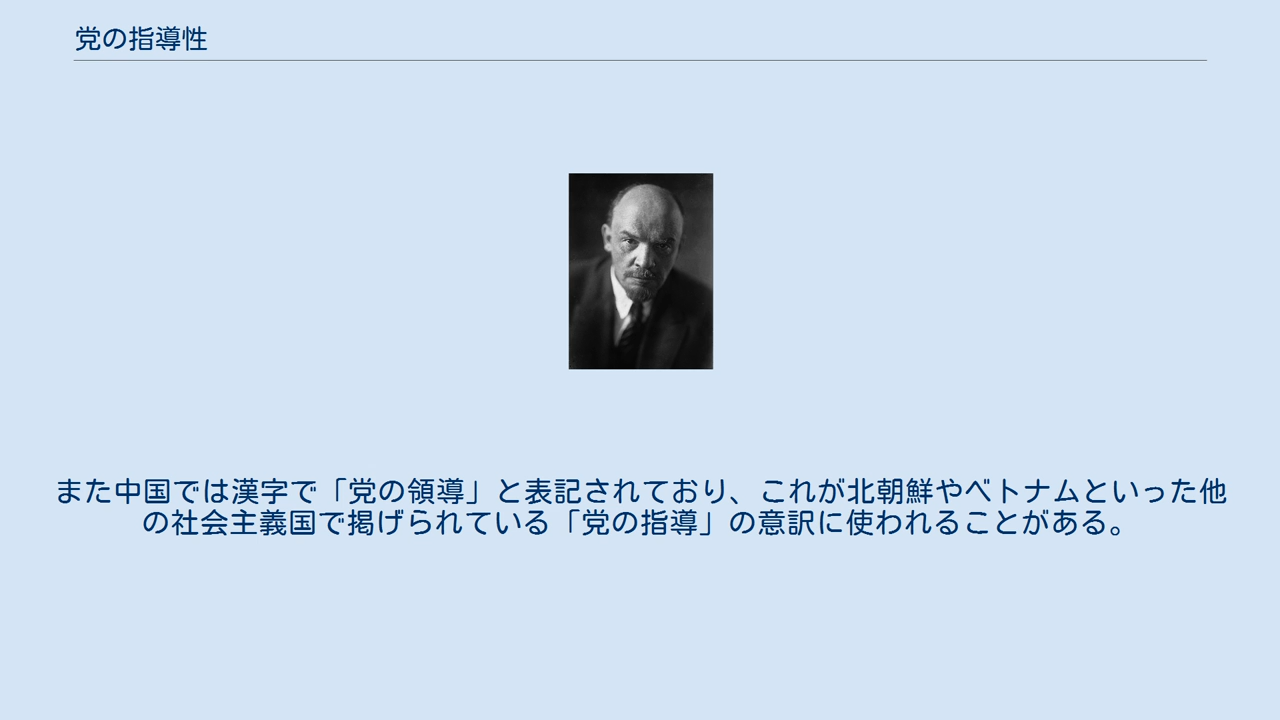 党の指導性
また中国では漢字で「党の領導」と表記されており、これが北朝鮮やベトナムといった他
の社会主義国で掲げられている「党の指導」の意訳に使われることがある。